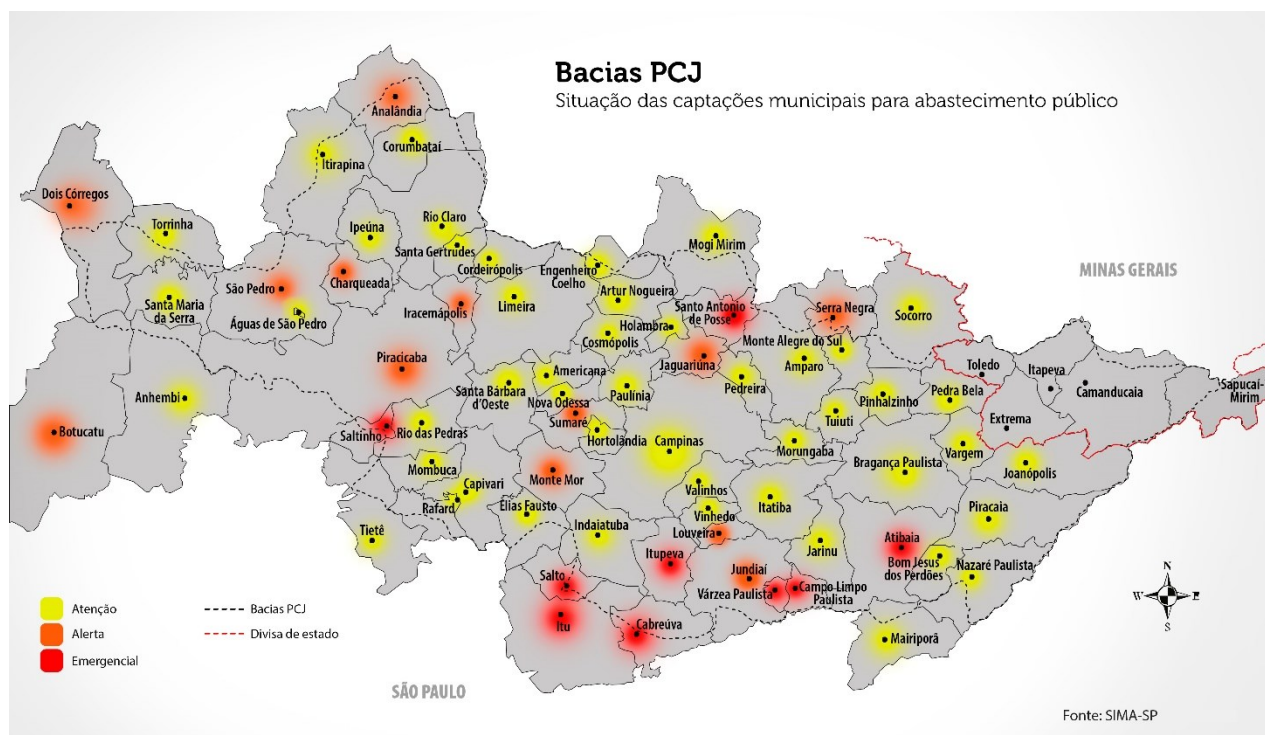 Bacias PCJ
Situação das captações municipais para abastecimento público
Analândia
Corumbataí
Itirapina
Dois Córregos
Torrinha
Ipeúna
Rio Claro
Santa Gertrudes
Cordeirópolis
Engenheiro
Coelho
Mogi Mirim
MINAS GERAIS
Santa Maria
da Serra
São Pedro
Charqueada
Águas de São Pedro
Iracemápolis
Limeira
Artur Nogueira
Holambra
Santo Antonio
de Posse
Serra Negra
Socorro
Cosmópolis
Jaguariuna
Monte Alegre do Sul
Amparo
Toledo
Itapeva
Camanducaia
Sapucaí-
Mirim
Piracicaba
Anhembi
Botucatu
Santa Bárbara
d'Oeste
Americana
Nova Odessa
Sumaré
Paulínia
Pedreira
Pinhalzinho
Pedra Bela
Extrema
Saltinho
Rio das Pedras
Hortolândia
Campinas
Tuiuti
Morungaba
Vargem
Mombuca
Monte Mor
Bragança Paulista
Joanópolis
Capivari
Rafard
Elias Fausto
Valinhos
Vinhedo
Itatiba
Piracaia
Tietê
Indaiatuba
Louveira
Jarinu
Atibaia
Bom Jesus
dos Perdões
Nazaré Paulista
Itupeva
Jundiaí
Várzea Paulista
Campo Limpo
Paulista
Salto
Itu
Cabreúva
Mairiporã
N
W
E
S
Atenção
Alerta
Emergencial
Bacias PCJ
Divisa de estado
SÃO PAULO
Fonte: SIMA-SP